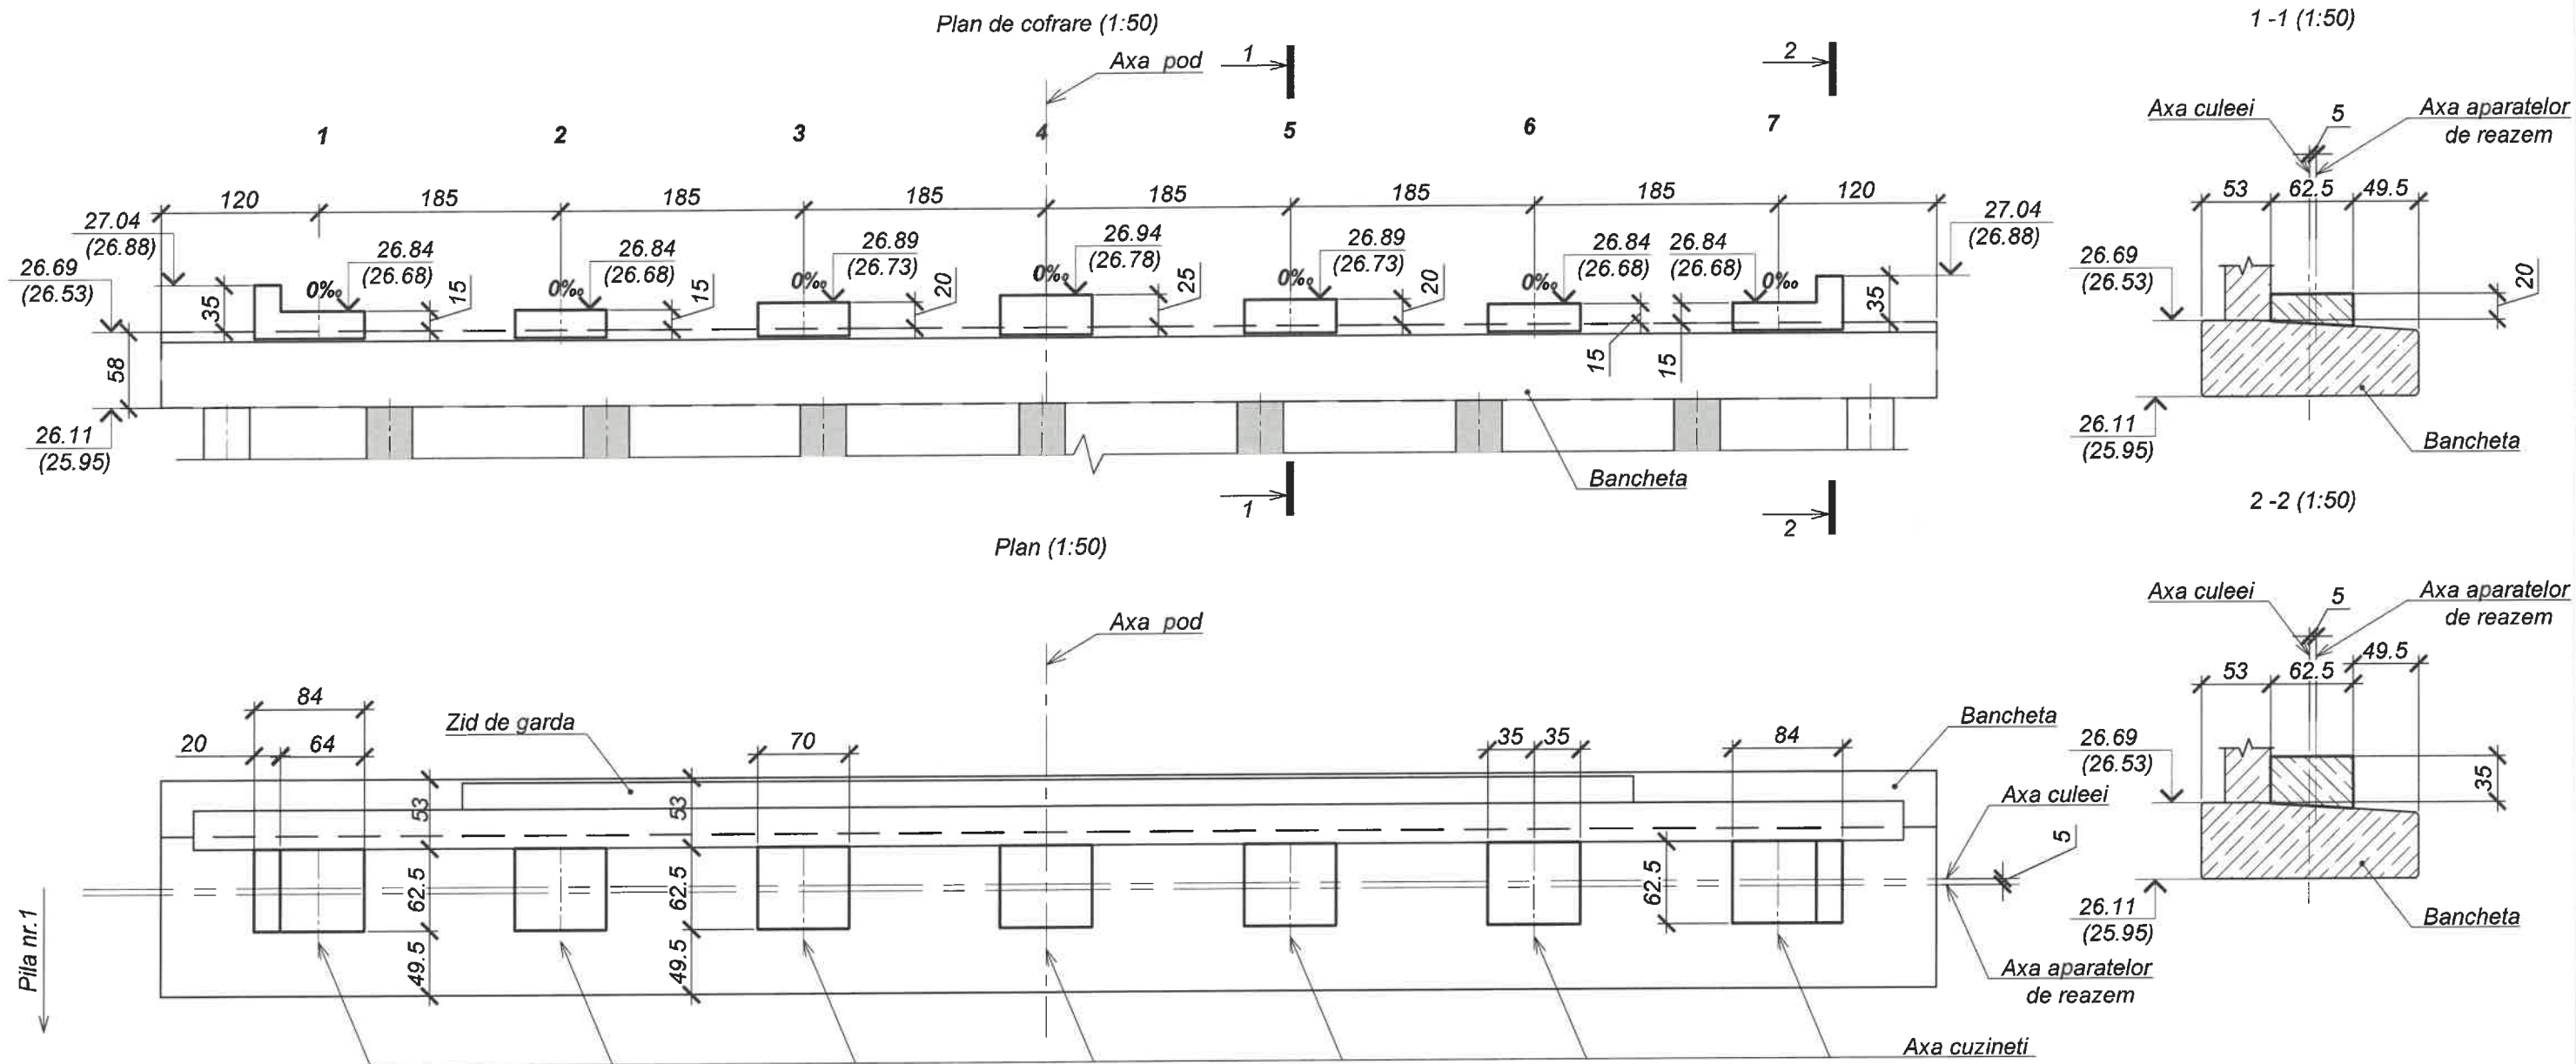 Plan de cofrare (1:50)
Axa pod
1
2
1 2 3 4 5 6 7
120 185 185 185 185 185 185 120
27.04
(26.88)
26.69
(26.53)
35
0‰
26.84
(26.68)
15
0‰
26.84
(26.68)
15
0‰
26.89
(26.73)
20
0‰
26.94
(26.78)
25
0‰
26.89
(26.73)
20
0‰
26.84
(26.68)
15
26.84
(26.68)
15
0‰
35
27.04
(26.88)
58
26.11
(25.95)
Bancheta
1
2
1 -1 (1:50)
Axa culeei
5
Axa aparatelor
de reazem
53 62.5 49.5
26.69
(26.53)
20
26.11
(25.95)
Bancheta
2 -2 (1:50)
Axa culeei
5
Axa aparatelor
de reazem
53 62.5 49.5
26.69
(26.53)
35
26.11
(25.95)
Bancheta
Plan (1:50)
Axa pod
84
20 64
Zid de garda
70
35 35
84
Bancheta
53
62.5
49.5
53
62.5
49.5
62.5
Axa culeei
5
Axa aparatelor
de reazem
Pila nr.1
Axa cuzineti